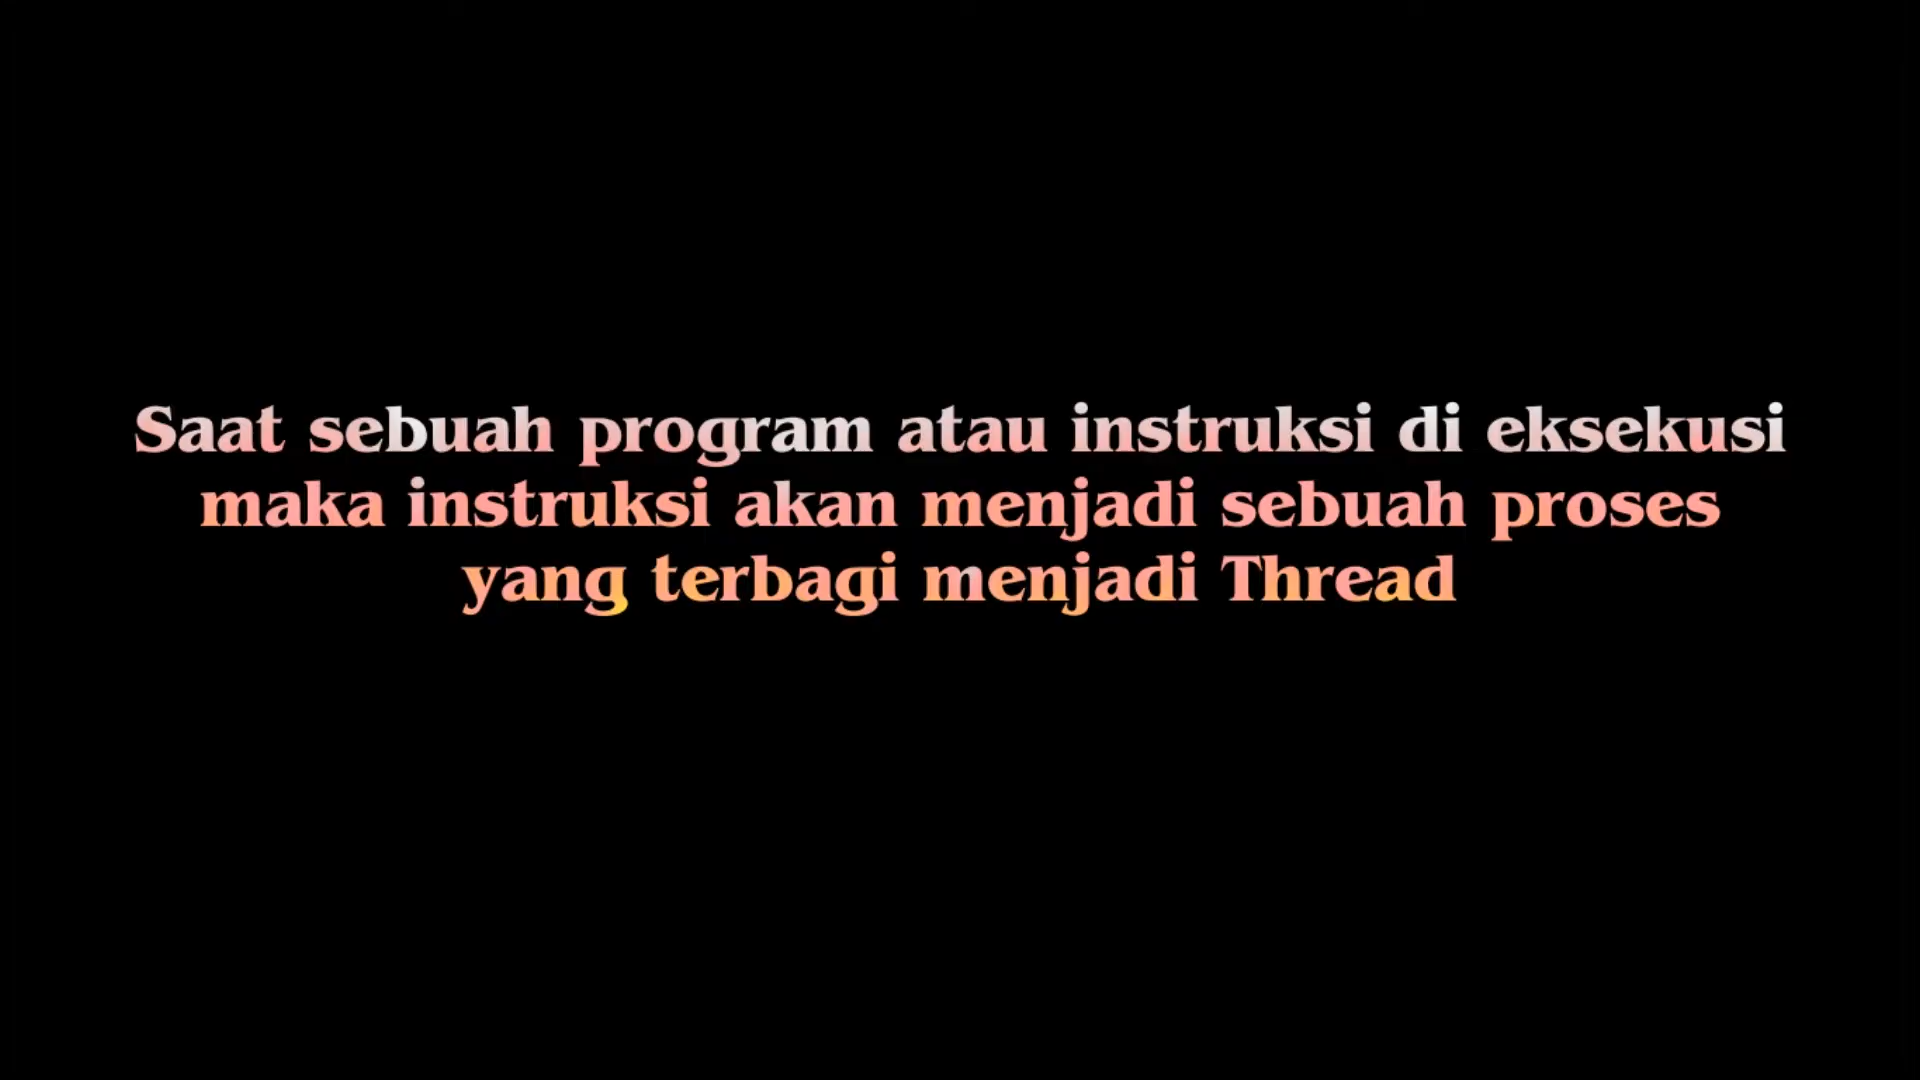 Saat sebuah program atau instruksi di eksekusi
maka instruksi akan menjadi sebuah proses
yang terbagi menjadi Thread